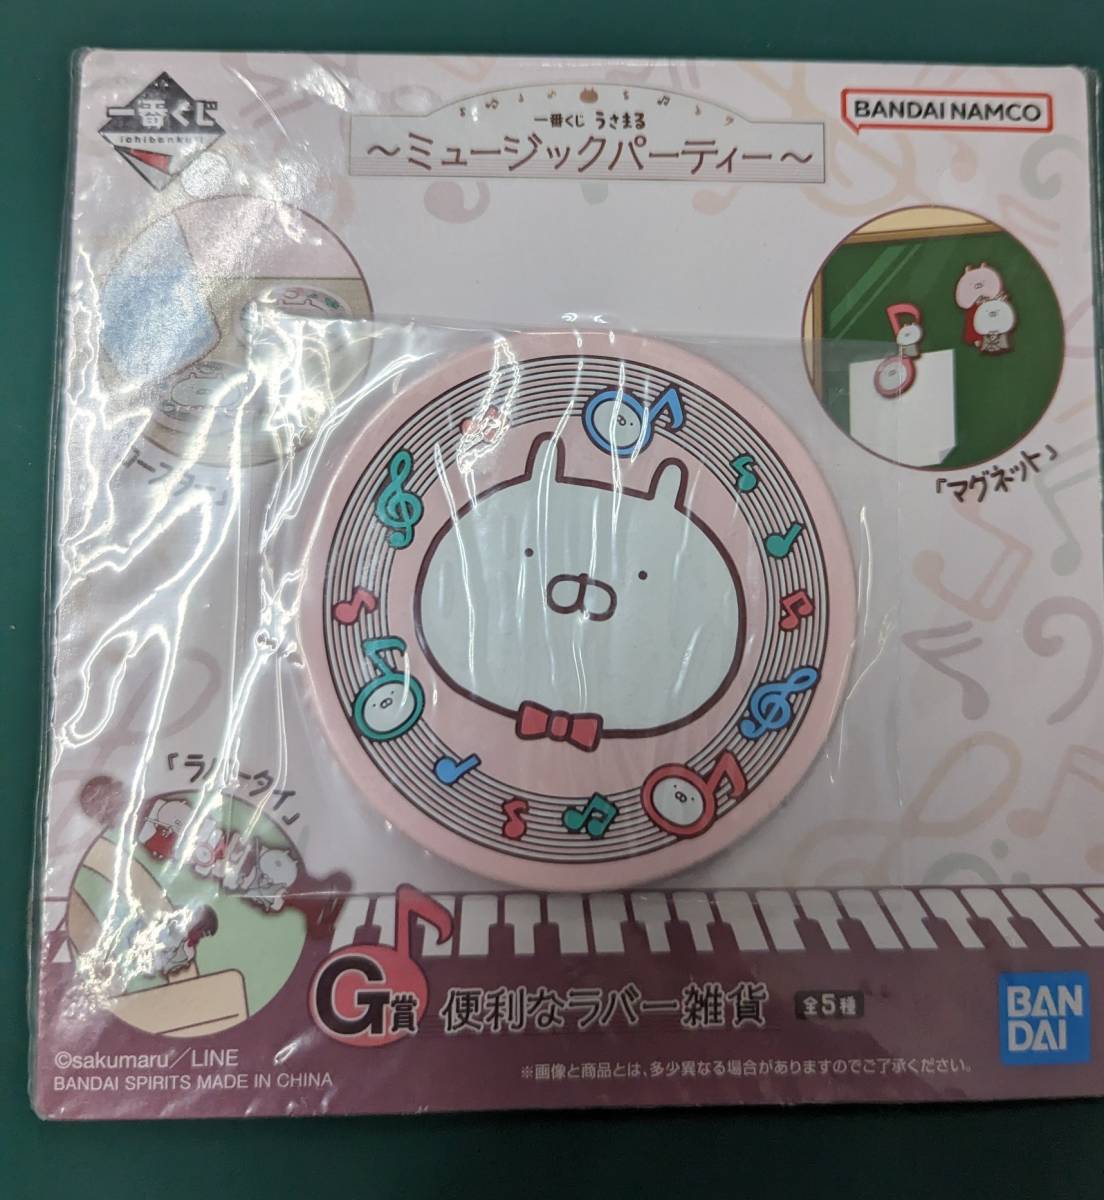 一番くじ
ichibankuji
一番くじ うさまる
～ミュージックパーティー～
BANDAI NAMCO
『マグネット』
『ラバータイ』
G賞 便利なラバー雑貨 全5種
BAN
DAI
©sakumaru／LINE
BANDAI SPIRITS MADE IN CHINA
※画像と商品とは、多少異なる場合がありますのでご了承ください。